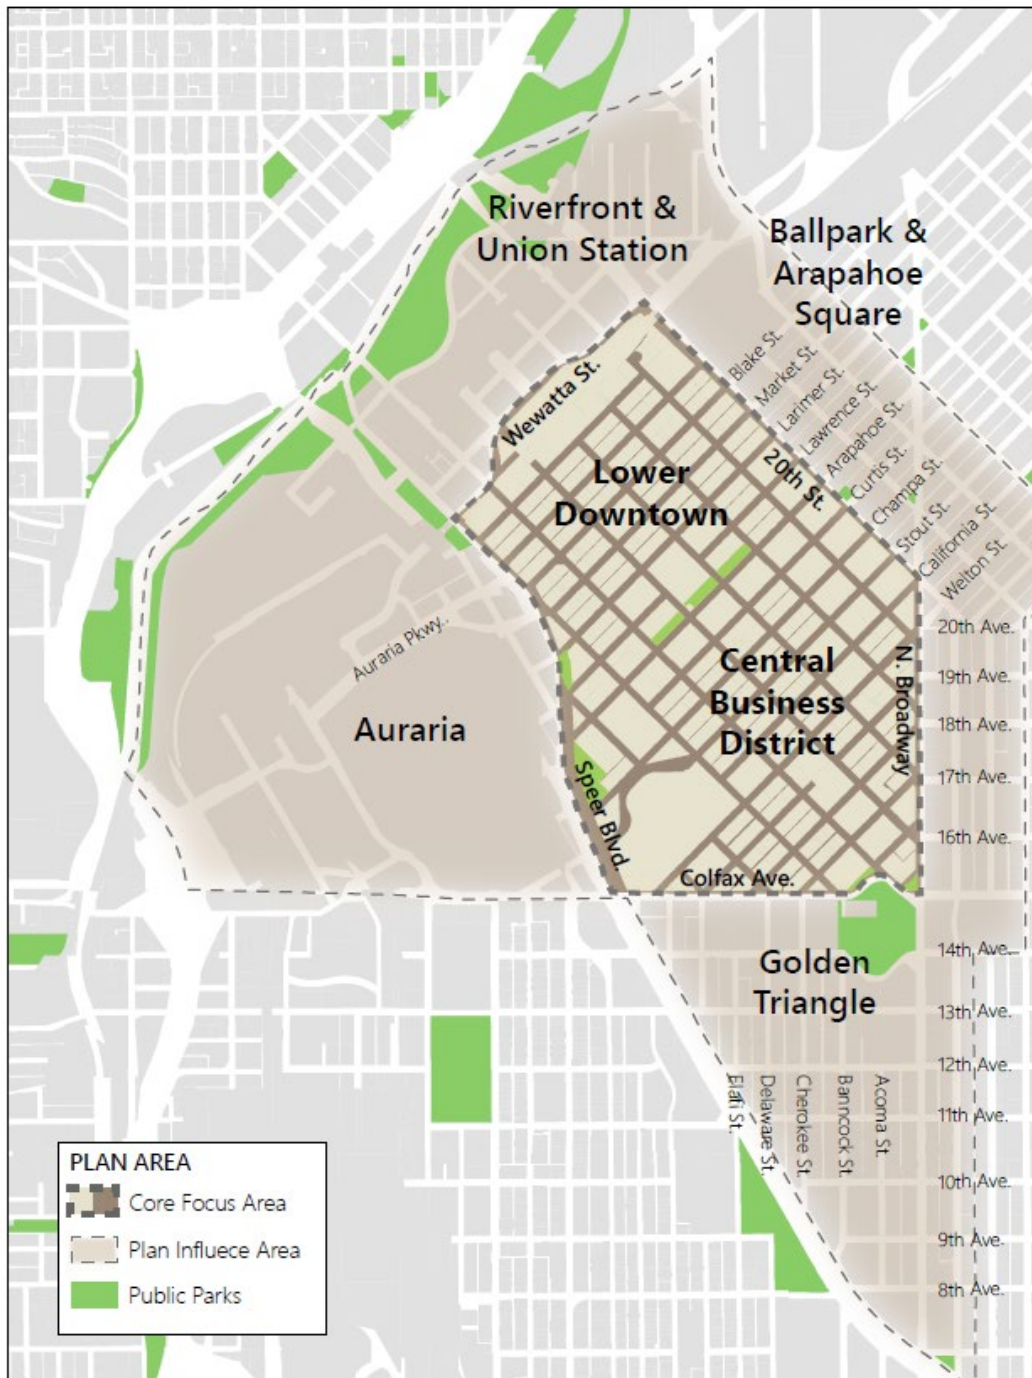 Riverfront &
Union Station
Ballpark &
Arapahoe
Square
Blake St.
Market St.
Larimer St.
Lawrence St.
Arapahoe St.
Curtis St.
Champa St.
Stout St.
California St.
Welton St.
Wewatta St.
20th St.
Lower
Downtown
Central
Business
District
N. Broadway
Auraria Pkwy..
Auraria
Speer Blvd.
Colfax Ave.
20th Ave.
19th Ave.
18th Ave.
17th Ave.
16th Ave.
14th Ave.
13th Ave.
12th Ave.
11th Ave.
10th Ave.
9th Ave.
8th Ave.
Golden
Triangle
Elati St.
Delaware St.
Cherokee St.
Banncock St.
Acoma St.
PLAN AREA
Core Focus Area
Plan Influece Area
Public Parks